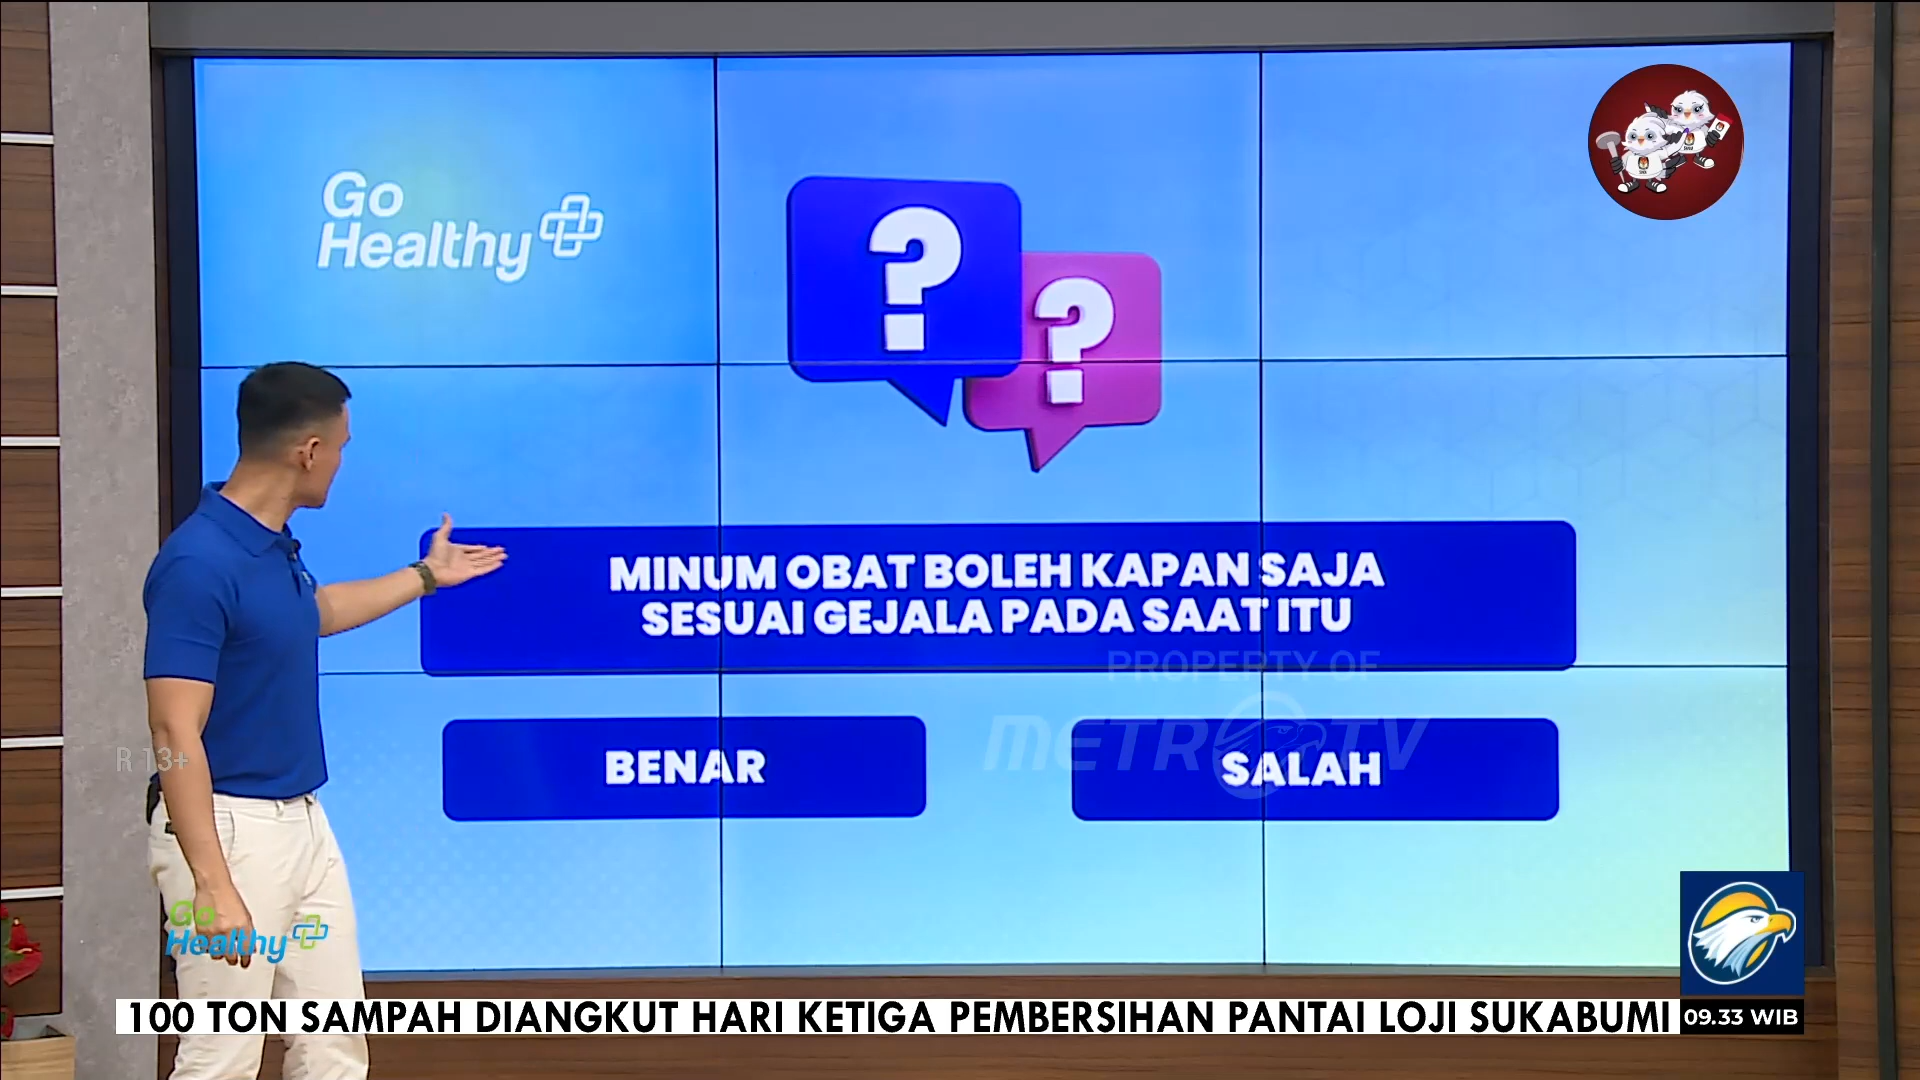 Go
Healthy
?
?
MINUM OBAT BOLEH KAPAN SAJA
SESUAI GEJALA PADA SAAT ITU
PROPERTY OF
METRO TV
BENAR
SALAH
R 13+
Go
Healthy
100 TON SAMPAH DIANGKUT HARI KETIGA PEMBERSIHAN PANTAI LOJI SUKABUMI
09.33 WIB